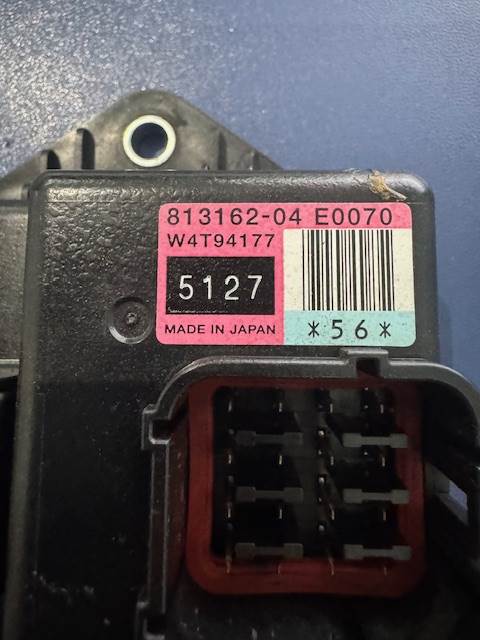 813162-04 E0070
W4T94177
5127
MADE IN JAPAN
*56*